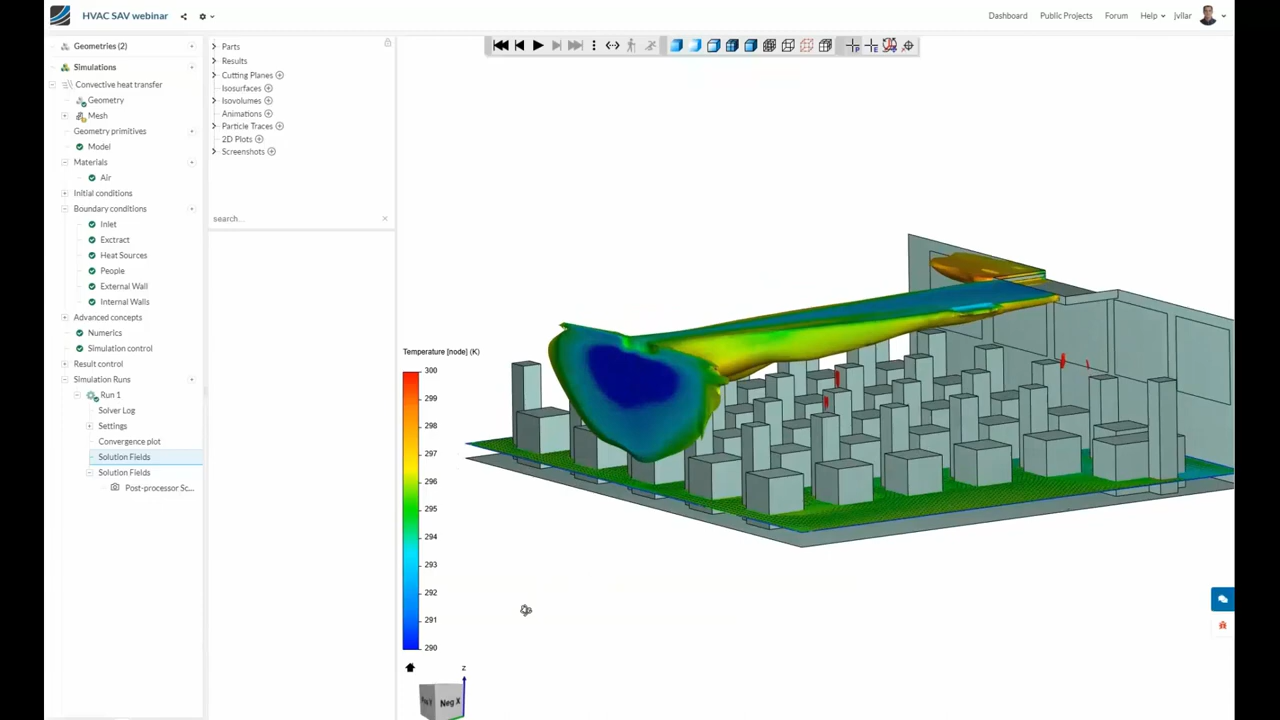 HVAC SAV webinar
Dashboard
Public Projects
Forum
Help
jvilar
Geometries (2)
Simulations
Convective heat transfer
Geometry
Mesh
Geometry primitives
Model
Materials
Air
Initial conditions
Boundary conditions
Inlet
Exctract
Heat Sources
People
External Wall
Internal Walls
Advanced concepts
Numerics
Simulation control
Result control
Simulation Runs
Run 1
Solver Log
Settings
Convergence plot
Solution Fields
Solution Fields
Post-processor Sc...
Parts
Results
Cutting Planes
Isosurfaces
Isovolumes
Animations
Particle Traces
2D Plots
Screenshots
search...
Temperature [node] (K)
300
299
298
297
296
295
294
293
292
291
290
z
Neg X